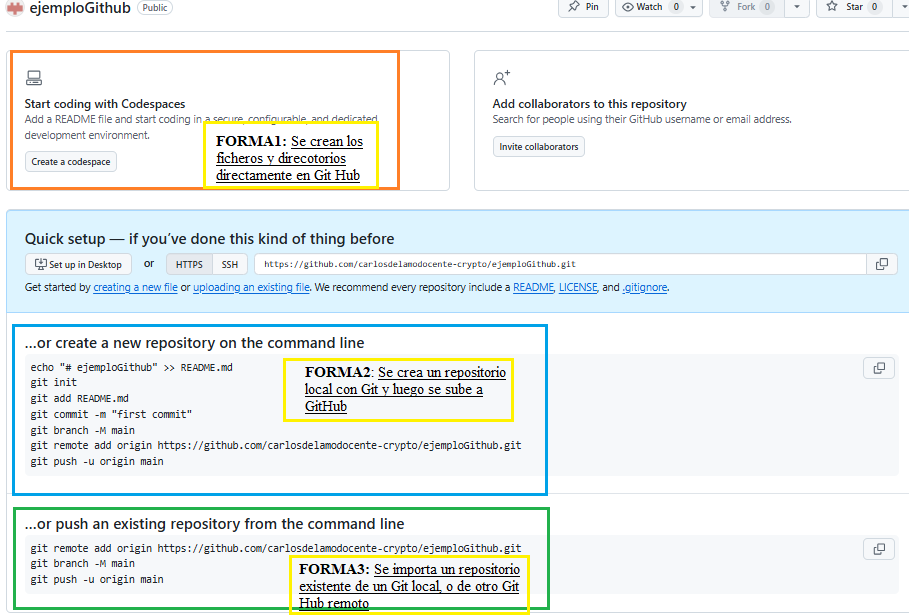 ejemploGithub Public
Pin Watch 0 Fork 0 Star 0
Start coding with Codespaces
Add a README file and start coding in a secure, configurable, and dedicated
development environment.
Create a codespace
FORMA1: Se crean los
ficheros y direcotorios
directamente en Git Hub
Add collaborators to this repository
Search for people using their GitHub username or email address.
Invite collaborators
Quick setup — if you’ve done this kind of thing before
Set up in Desktop or HTTPS SSH https://github.com/carlosdelamodocente-crypto/ejemploGithub.git
Get started by creating a new file or uploading an existing file. We recommend every repository include a README, LICENSE, and .gitignore.
...or create a new repository on the command line
echo "# ejemploGithub" >> README.md
git init
git add README.md
git commit -m "first commit"
git branch -M main
git remote add origin https://github.com/carlosdelamodocente-crypto/ejemploGithub.git
git push -u origin main
FORMA2: Se crea un repositorio
local con Git y luego se sube a
GitHub
...or push an existing repository from the command line
git remote add origin https://github.com/carlosdelamodocente-crypto/ejemploGithub.git
git branch -M main
git push -u origin main
FORMA3: Se importa un repositorio
existente de un Git local, o de otro Git
Hub remoto